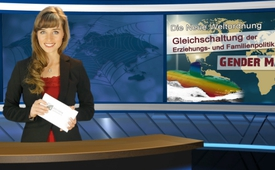 Die Neue Weltordnung
Gleichschaltung der
Erziehungs- und Familienpolitik
GENDER MA